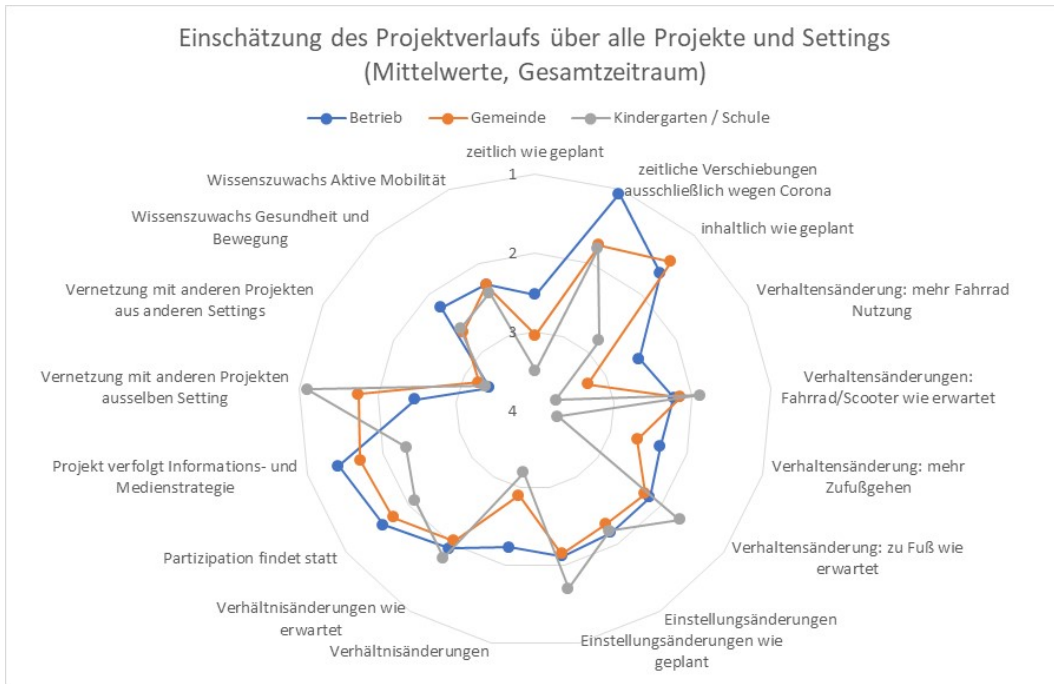 Einschätzung des Projektverlaufs über alle Projekte und Settings
(Mittelwerte, Gesamtzeitraum)
Betrieb
Gemeinde
Kindergarten / Schule
zeitlich wie geplant
1
2
3
4
zeitliche Verschiebungen
ausschließlich wegen Corona
inhaltlich wie geplant
Verhaltensänderung: mehr Fahrrad
Nutzung
Verhaltensänderungen:
Fahrrad/Scooter wie erwartet
Verhaltensänderung: mehr
Zufußgehen
Verhaltensänderung: zu Fuß wie
erwartet
Einstellungsänderungen
Einstellungsänderungen wie
geplant
Verhältnisänderungen
Verhältnisänderungen wie
erwartet
Partizipation findet statt
Projekt verfolgt Informations- und
Medienstrategie
Vernetzung mit anderen Projekten
ausselben Setting
Vernetzung mit anderen Projekten
aus anderen Settings
Wissenszuwachs Gesundheit und
Bewegung
Wissenszuwachs Aktive Mobilität